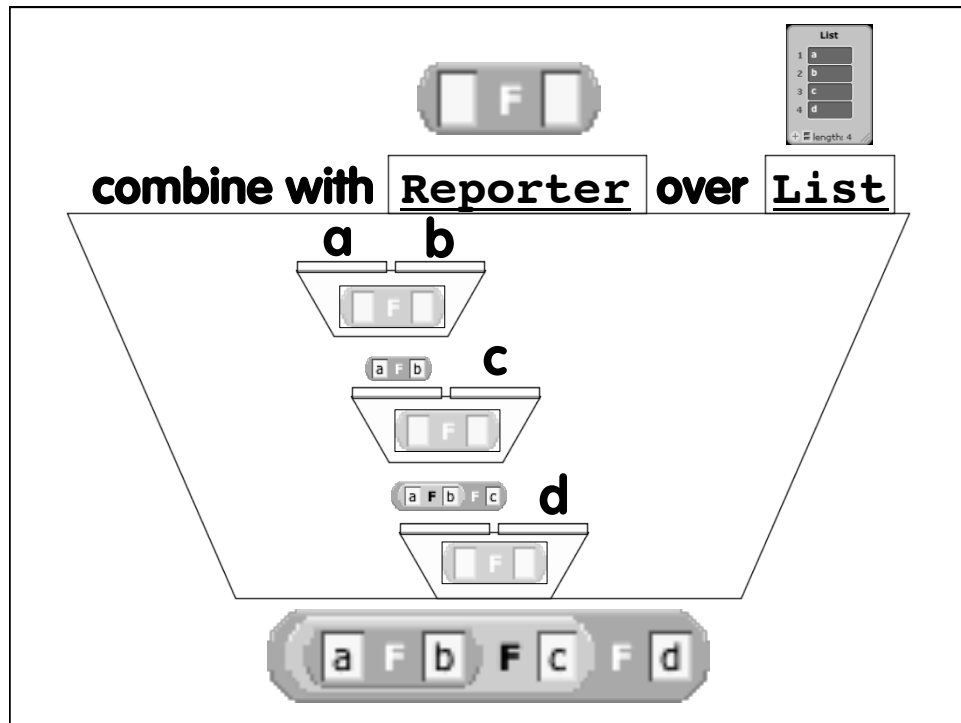 List
1 a
2 b
3 c
4 d
+ = length: 4
F
combine with Reporter over List
a b
F
a F b
c
F
a F b F c
d
F
a F b F c F d